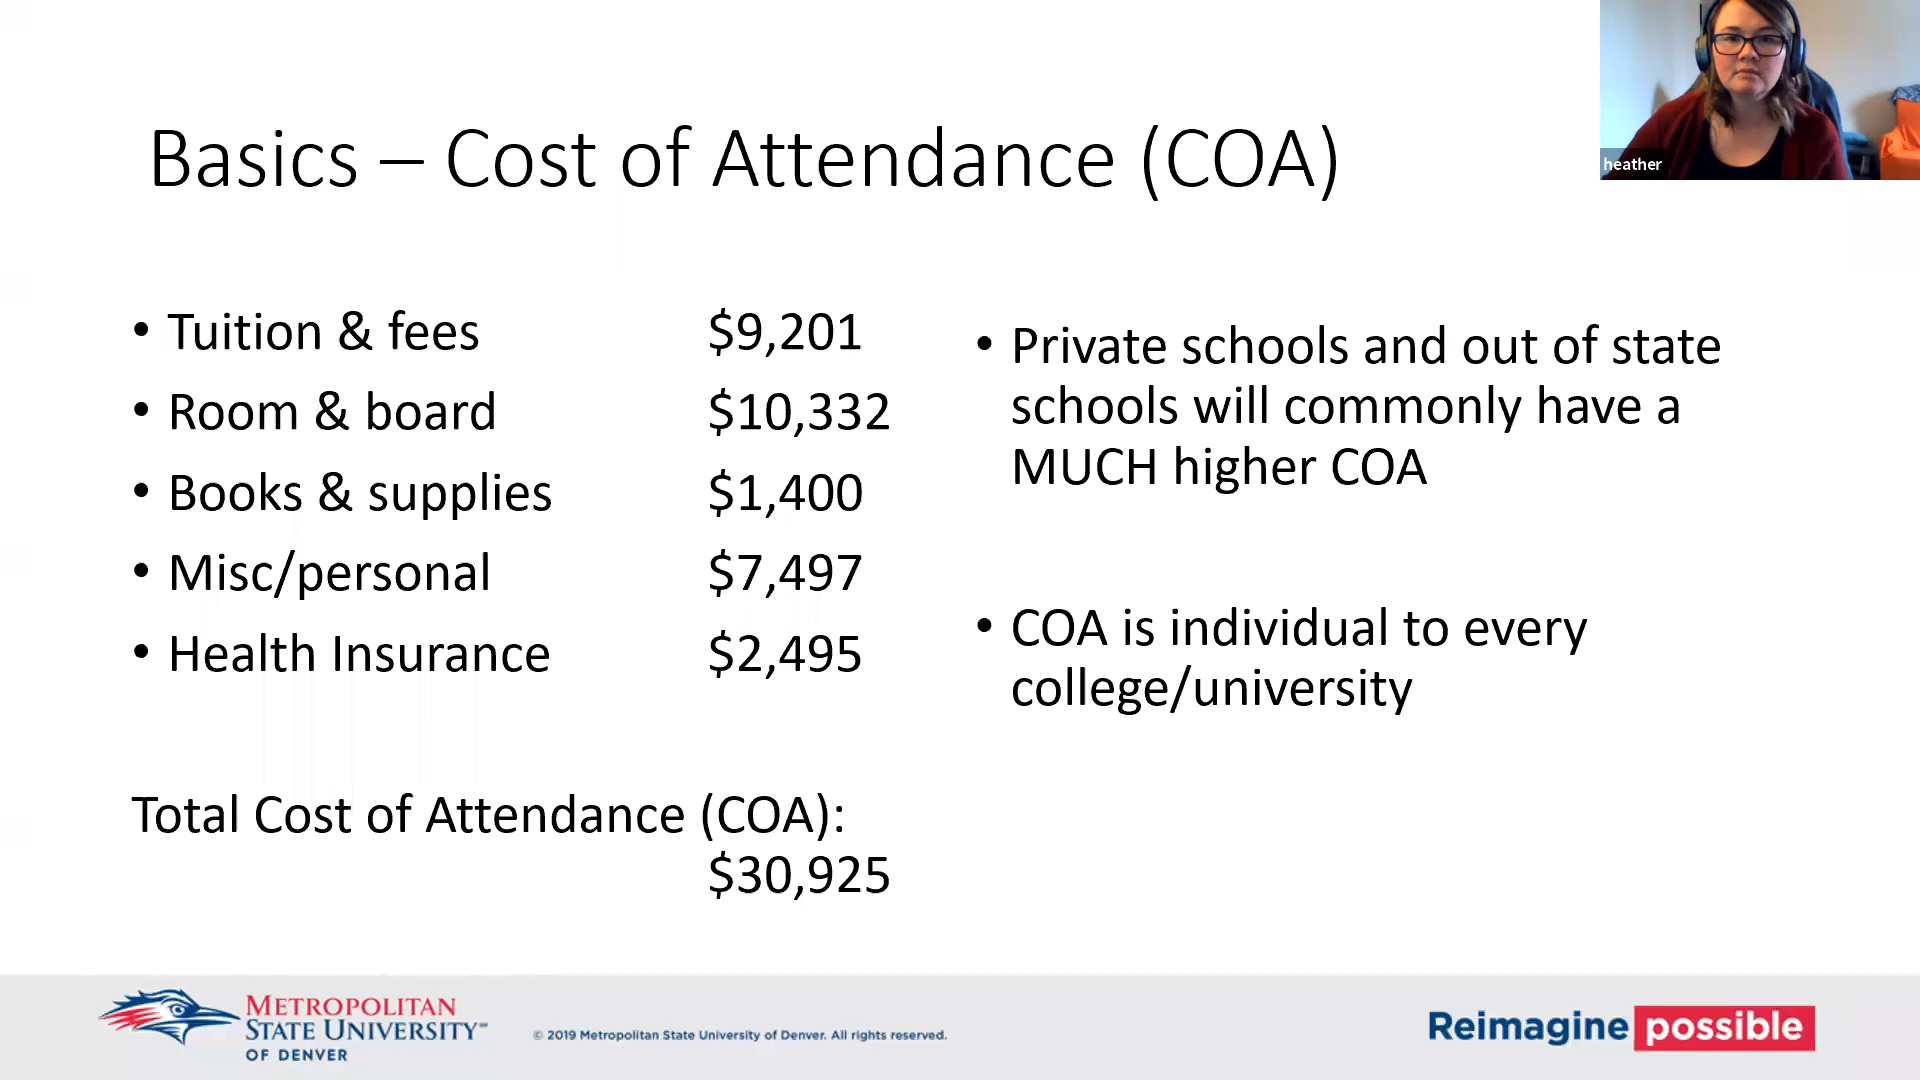 heather
Basics – Cost of Attendance (COA)
• Tuition & fees $9,201
• Room & board $10,332
• Books & supplies $1,400
• Misc/personal $7,497
• Health Insurance $2,495
Total Cost of Attendance (COA):
$30,925
• Private schools and out of state
schools will commonly have a
MUCH higher COA
• COA is individual to every
college/university
METROPOLITAN
STATE UNIVERSITY℠
OF DENVER
© 2019 Metropolitan State University of Denver. All rights reserved.
Reimagine possible